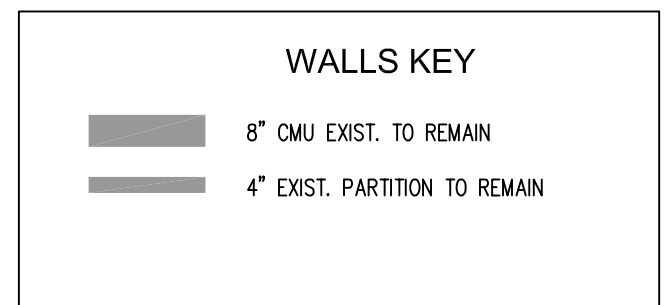 WALLS KEY
8" CMU EXIST. TO REMAIN
4" EXIST. PARTITION TO REMAIN